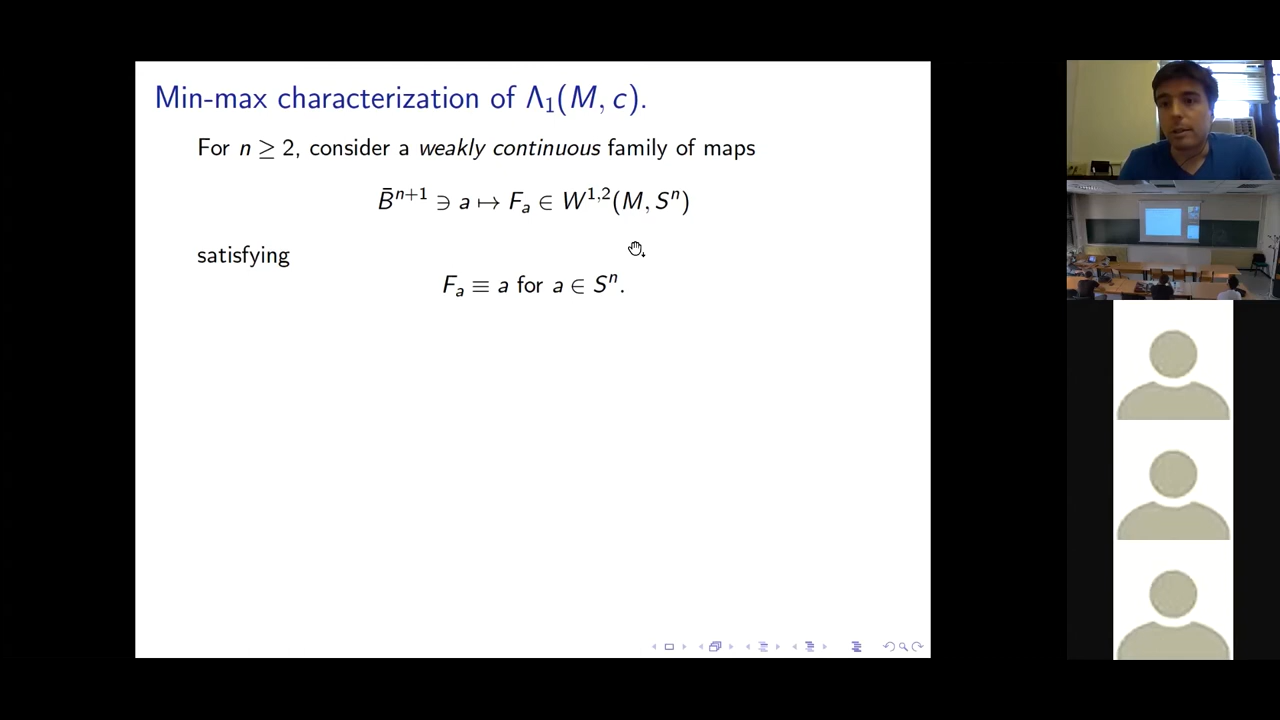 Min-max characterization of Λ₁(M, c).
For n ≥ 2, consider a weakly continuous family of maps
B̄ⁿ⁺¹ ∋ a ↦ Fₐ ∈ W¹,²(M, Sⁿ)
satisfying
Fₐ ≡ a for a ∈ Sⁿ.